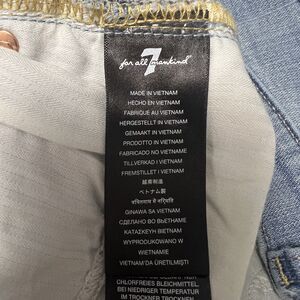 7
for all mankind
MADE IN VIETNAM
HECHO EN VIETNAM
FABRIQUE AU VIETNAM
HERGESTELLT IN VIETNAM
GEMAAKT IN VIETNAM
PRODOTTO IN VIETNAM
FABRICADO NO VIETNAME
TILLVERKAD I VIETNAM
FREMSTILLET I VIETNAM
越南制造
ベトナム製
GINAWA SA VIETNAM
СДЕЛАНО ВО ВЬЕТНАМЕ
ΚΑΤΑΣΚΕΥΗ ΒΙΕΤΝΑΜ
WYPRODUKOWANO W
WIETNAMIE
VIETNAM'DA ÜRETILMIŞTI
CHLORFREIES BLEICHMITTEL.
BEI NIEDRIGER TEMPERATUR
IM TROCKNER TROCKNEN